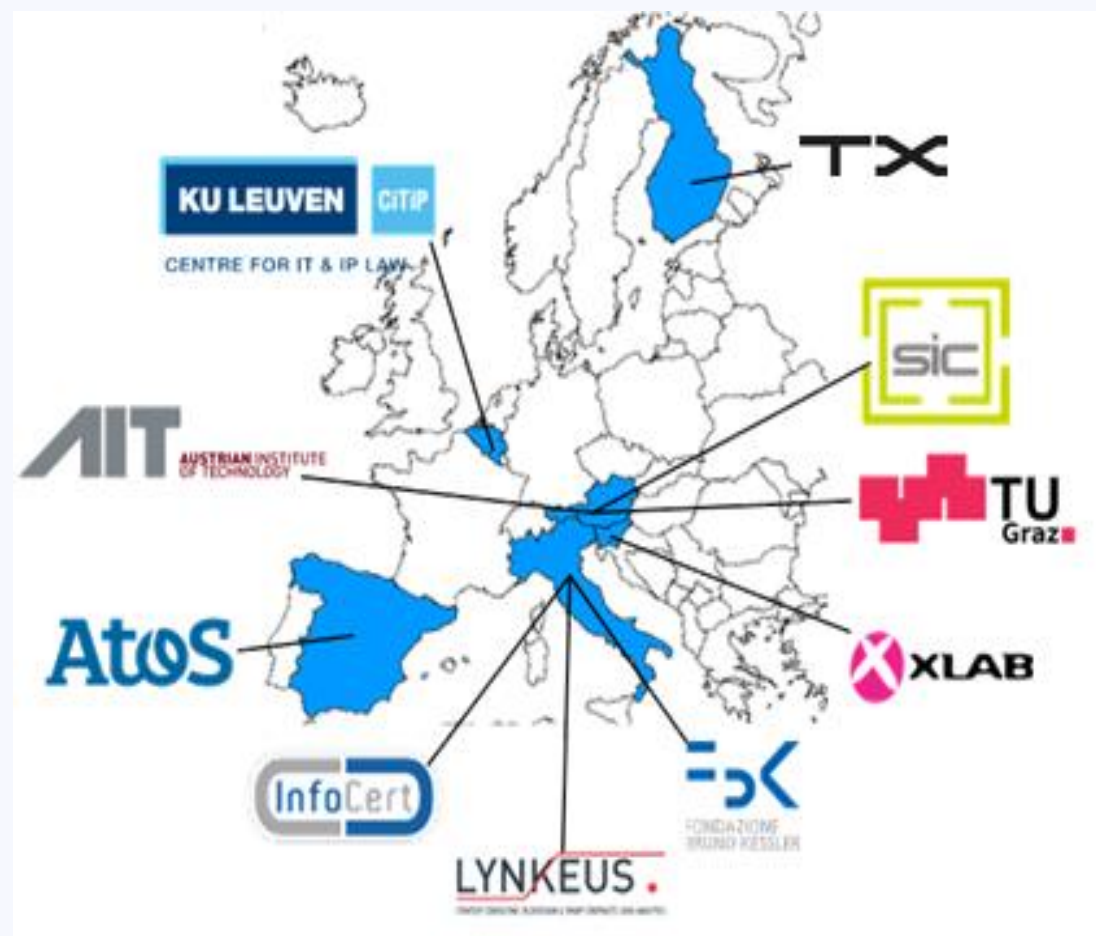 TX
KU LEUVEN
CiTiP
CENTRE FOR IT & IP LAW
sic
AIT
AUSTRIAN INSTITUTE
OF TECHNOLOGY
TU
Graz
Atos
XLAB
InfoCert
FBK
FONDAZIONE
BRUNO KESSLER
LYNKEUS